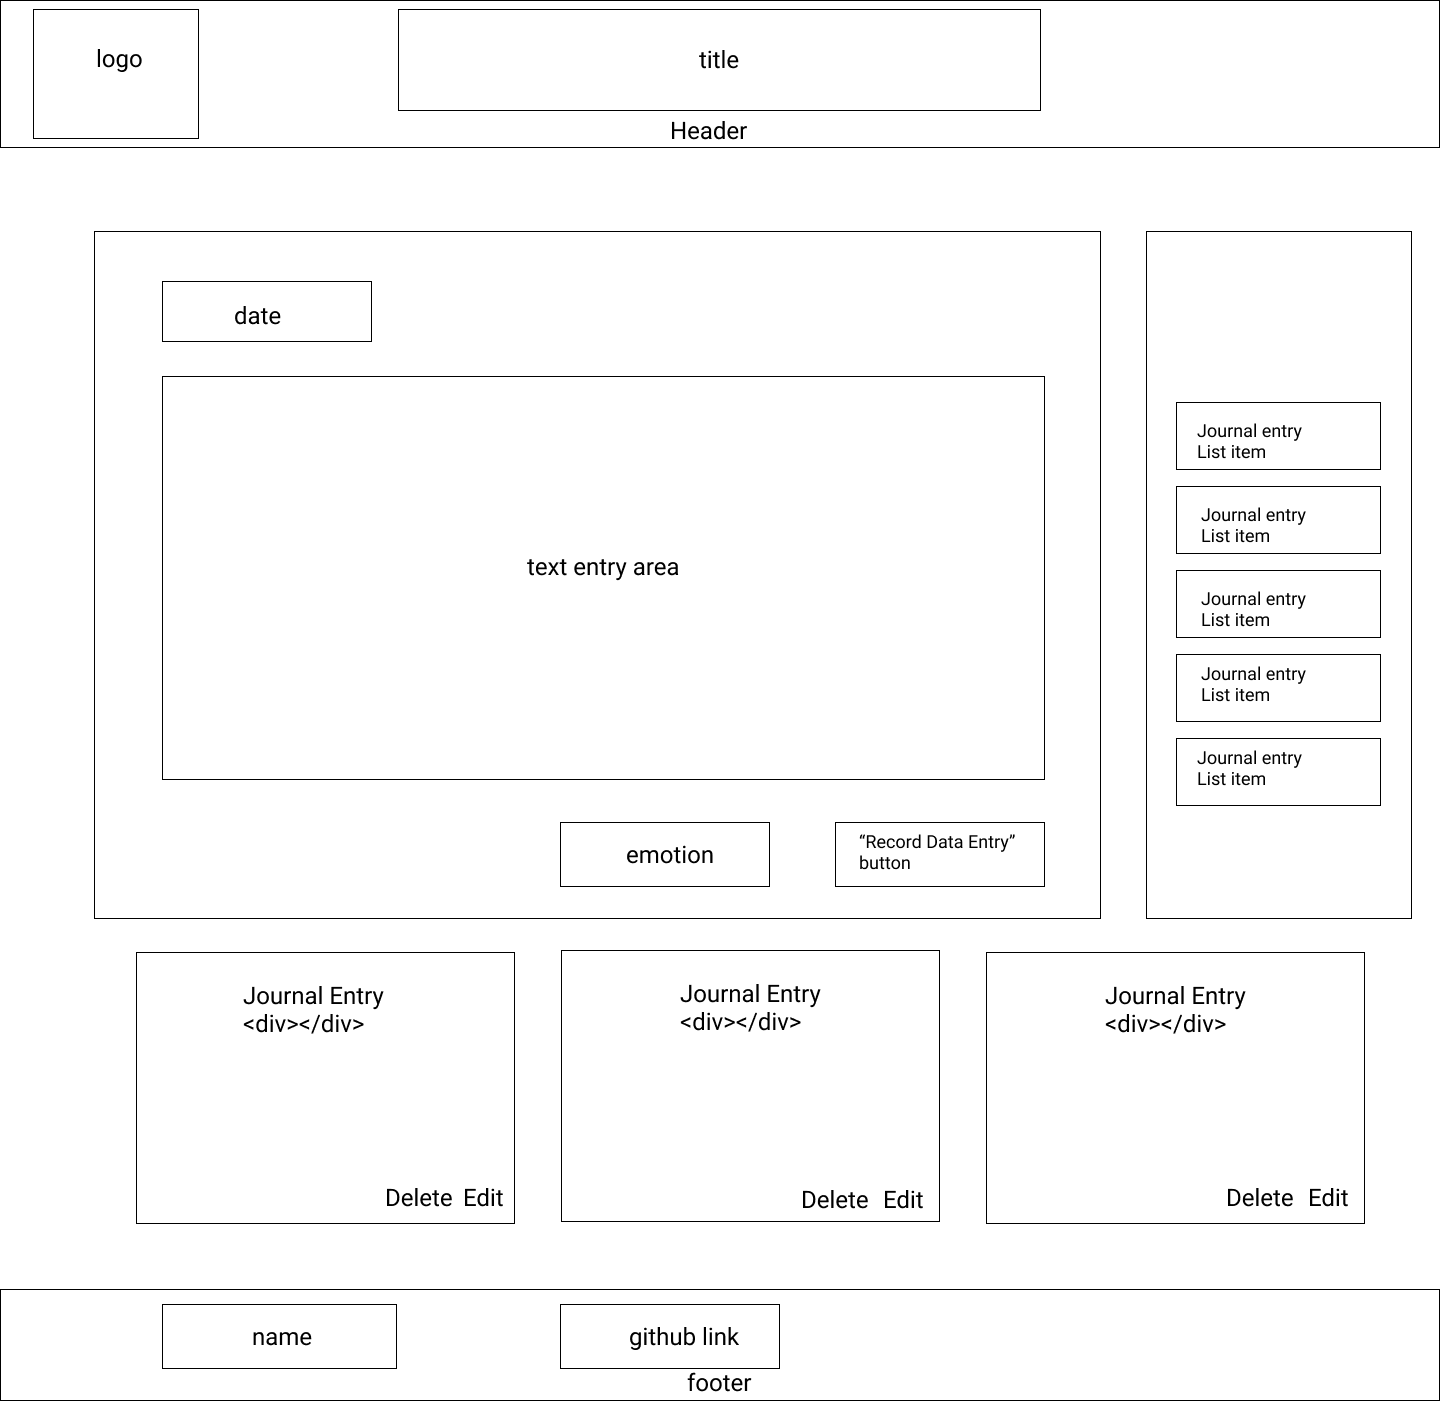 logo
title
Header
date
text entry area
emotion
“Record Data Entry”
button
Journal entry
List item
Journal entry
List item
Journal entry
List item
Journal entry
List item
Journal entry
List item
Journal Entry
<div></div>
Delete Edit
Journal Entry
<div></div>
Delete Edit
Journal Entry
<div></div>
Delete Edit
name
github link
footer